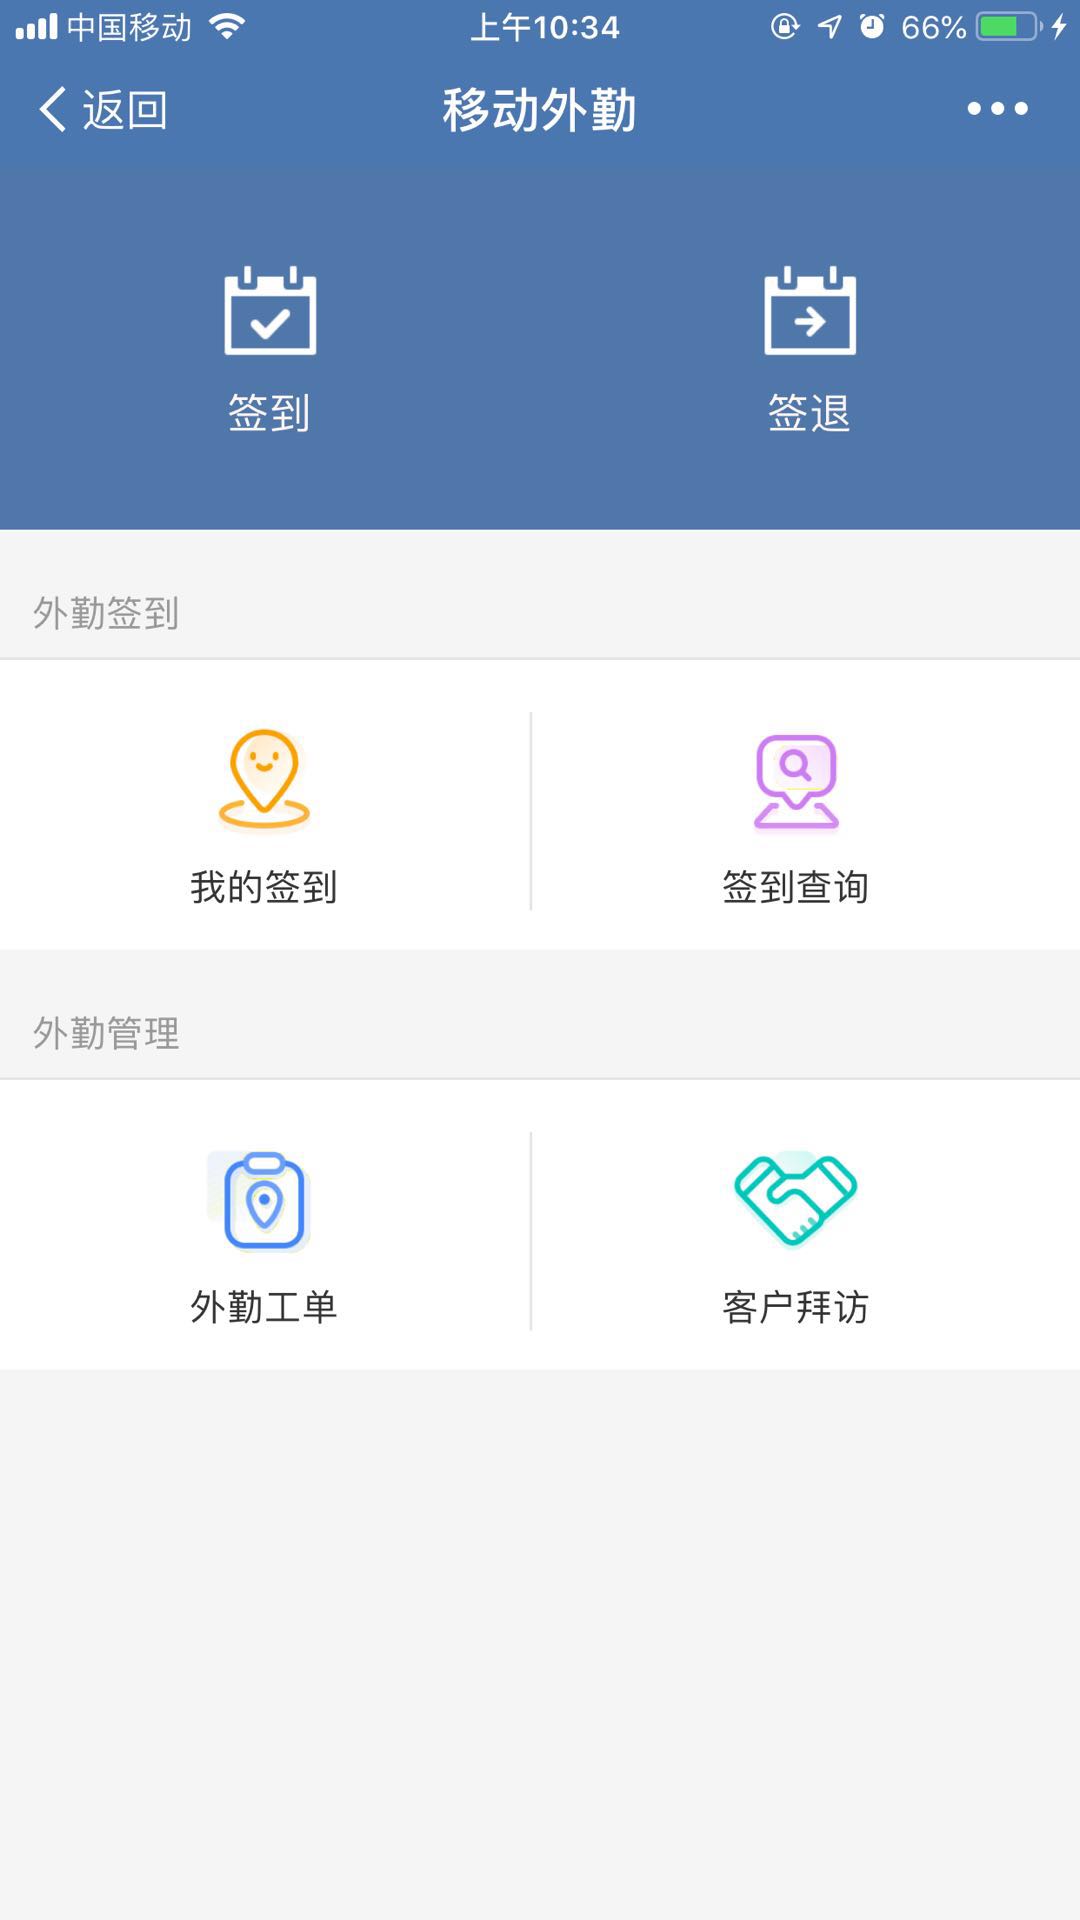 中国移动 上午10:34 66%
返回 移动外勤
签到 签退
外勤签到
我的签到 签到查询
外勤管理
外勤工单 客户拜访